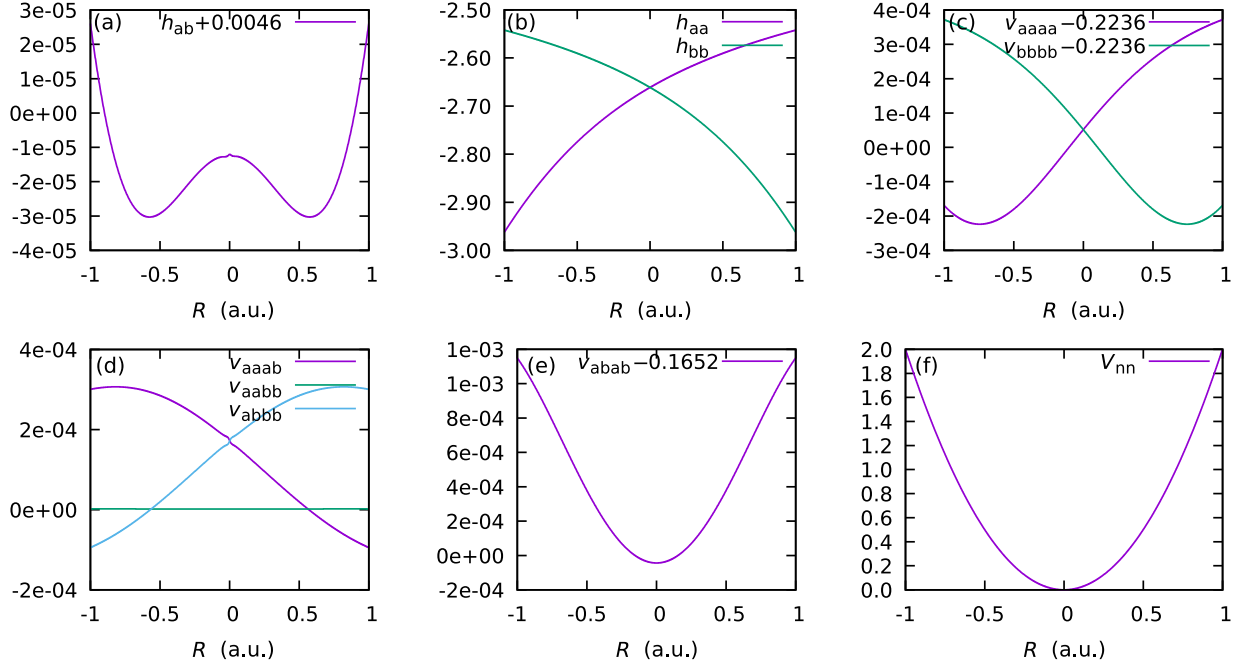 (a)
h_ab+0.0046
3e-05
2e-05
1e-05
0e+00
-1e-05
-2e-05
-3e-05
-4e-05
-1 -0.5 0 0.5 1
R (a.u.)
(b)
h_aa
h_bb
-2.50
-2.60
-2.70
-2.80
-2.90
-3.00
-1 -0.5 0 0.5 1
R (a.u.)
(c)
v_aaaa−0.2236
v_bbbb−0.2236
4e-04
3e-04
2e-04
1e-04
0e+00
-1e-04
-2e-04
-3e-04
-1 -0.5 0 0.5 1
R (a.u.)
(d)
v_aaab
v_aabb
v_abbb
4e-04
2e-04
0e+00
-2e-04
-1 -0.5 0 0.5 1
R (a.u.)
(e)
v_abab−0.1652
1e-03
1e-03
8e-04
6e-04
4e-04
2e-04
0e+00
-2e-04
-1 -0.5 0 0.5 1
R (a.u.)
(f)
V_nn
2.0
1.8
1.6
1.4
1.2
1.0
0.8
0.6
0.4
0.2
0.0
-1 -0.5 0 0.5 1
R (a.u.)